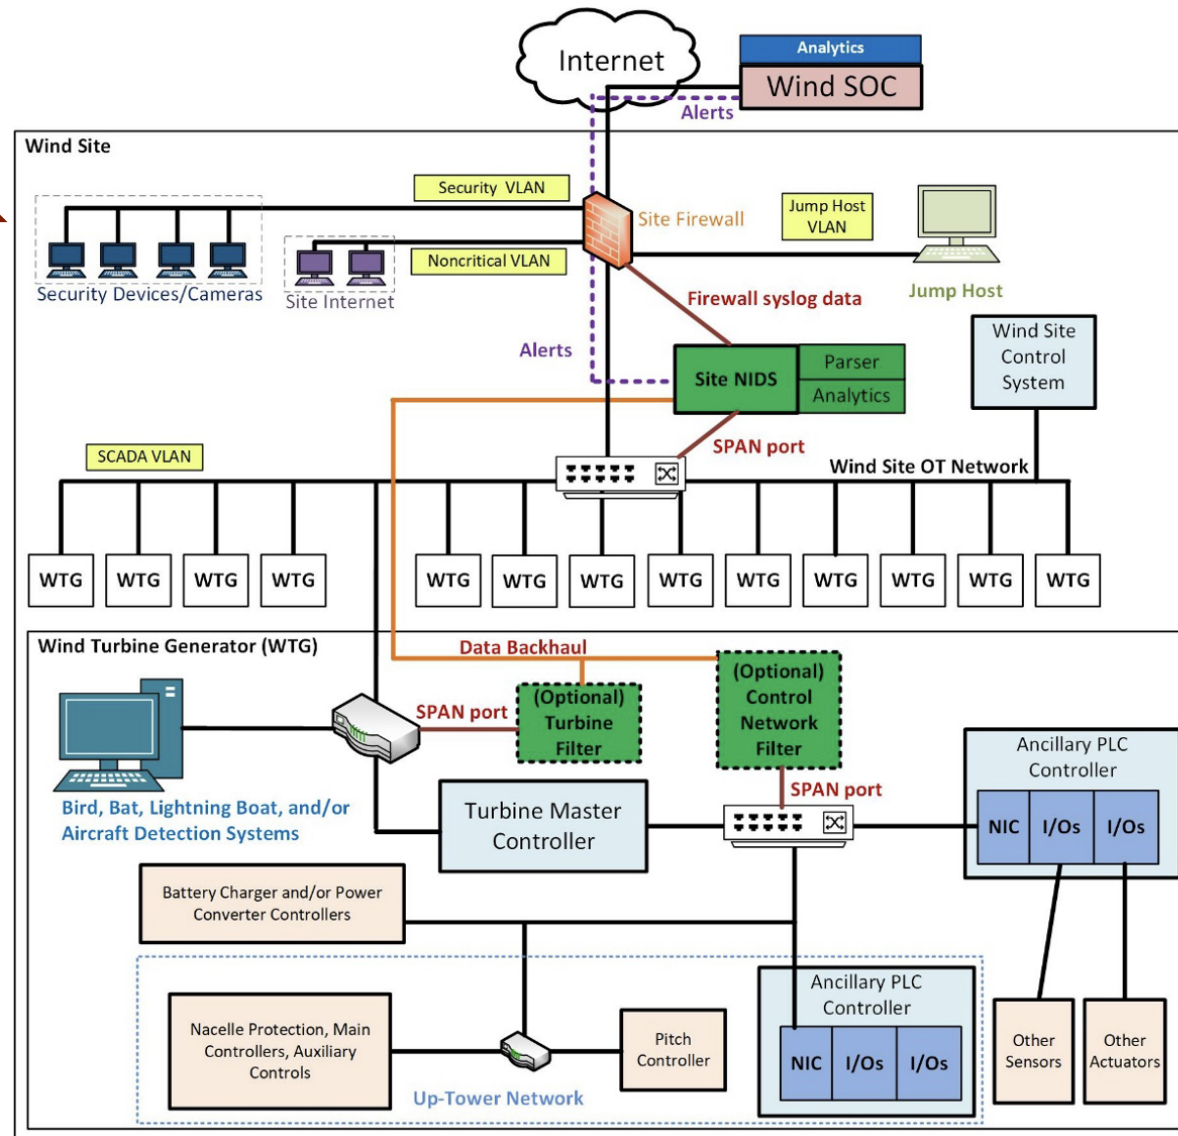 Internet
Analytics
Wind SOC
Alerts
Wind Site
Security VLAN
Site Firewall
Jump Host
VLAN
Noncritical VLAN
Security Devices/Cameras
Site Internet
Jump Host
Firewall syslog data
Alerts
Site NIDS
Parser
Analytics
Wind Site
Control
System
SPAN port
SCADA VLAN
Wind Site OT Network
WTG
WTG
WTG
WTG
WTG
WTG
WTG
WTG
WTG
WTG
WTG
WTG
WTG
Wind Turbine Generator (WTG)
Data Backhaul
SPAN port
(Optional)
Turbine
Filter
(Optional)
Control
Network
Filter
SPAN port
Bird, Bat, Lightning Boat, and/or
Aircraft Detection Systems
Turbine Master
Controller
Ancillary PLC
Controller
NIC
I/Os
I/Os
Battery Charger and/or Power
Converter Controllers
Nacelle Protection, Main
Controllers, Auxiliary
Controls
Pitch
Controller
Up-Tower Network
Ancillary PLC
Controller
NIC
I/Os
I/Os
Other
Sensors
Other
Actuators